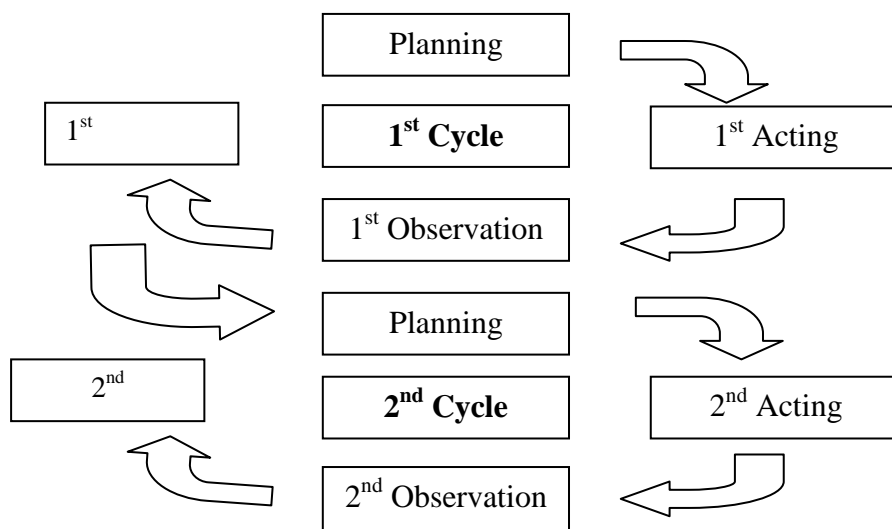 Planning
1st
1st Cycle
1st Acting
1st Observation
Planning
2nd
2nd Cycle
2nd Acting
2nd Observation